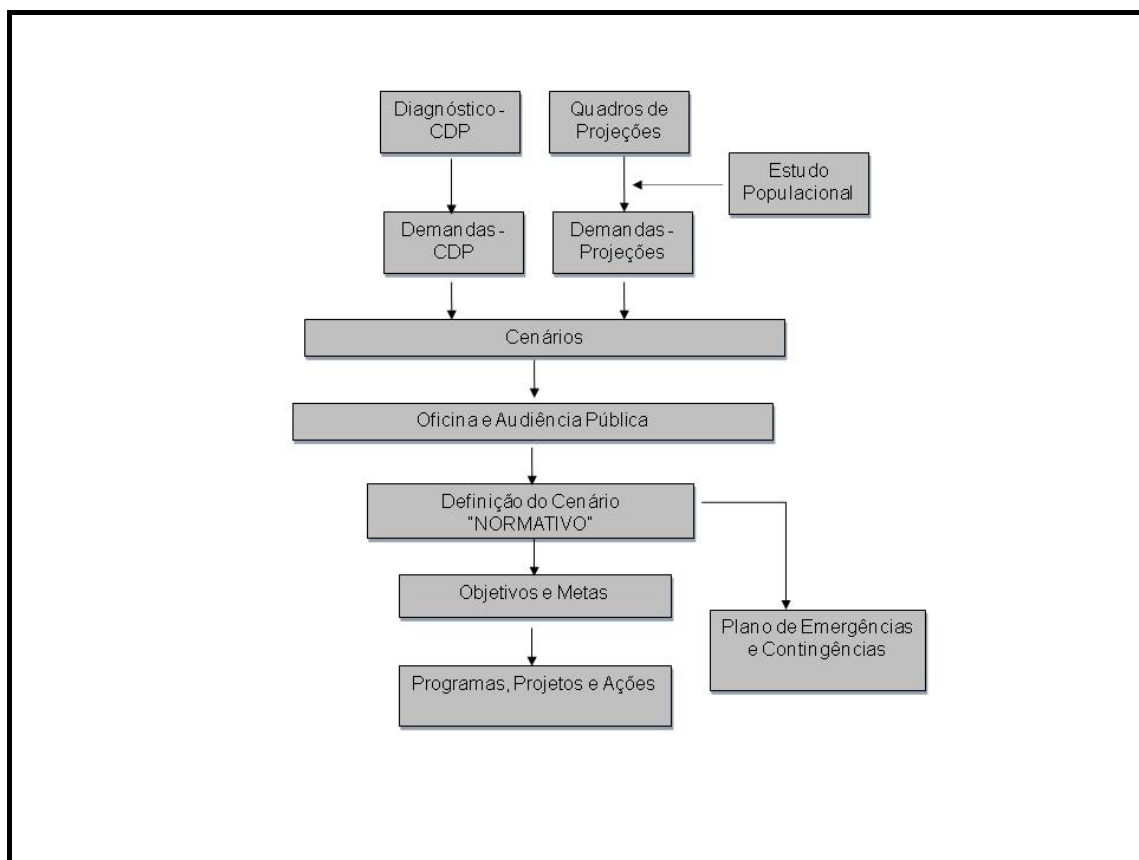 Diagnóstico -
CDP
Quadros de
Projeções
Estudo
Populacional
Demandas -
CDP
Demandas -
Projeções
Cenários
Oficina e Audiência Pública
Definição do Cenário
"NORMATIVO"
Objetivos e Metas
Plano de Emergências
e Contingências
Programas, Projetos e Ações